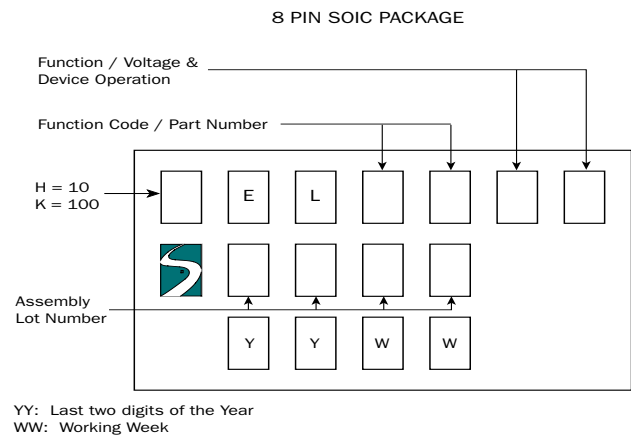 8 PIN SOIC PACKAGE
Function / Voltage &
Device Operation
Function Code / Part Number
H = 10
K = 100
E L
Assembly
Lot Number
Y Y W W
YY: Last two digits of the Year
WW: Working Week